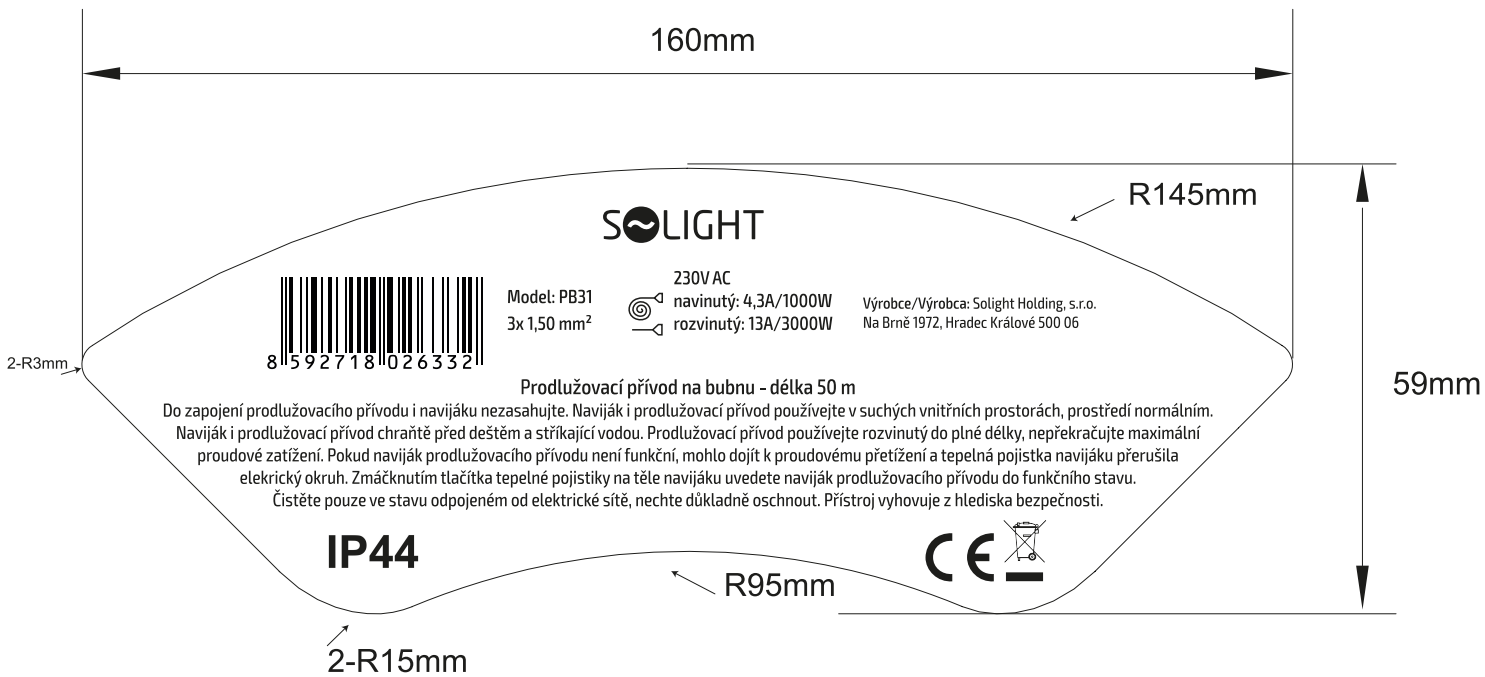 160mm
R145mm
SOLIGHT
230V AC
Model: PB31
navinutý: 4,3A/1000W
Výrobce/Výrobca: Solight Holding, s.r.o.
3x 1,50 mm²
rozvinutý: 13A/3000W
Na Brně 1972, Hradec Králové 500 06
8 592718 026332
2-R3mm
59mm
Prodlužovací přívod na bubnu - délka 50 m
Do zapojení prodlužovacího přívodu i navijáku nezasahujte. Naviják i prodlužovací přívod používejte v suchých vnitřních prostorách, prostředí normálním.
Naviják i prodlužovací přívod chraňtě před deštěm a stříkající vodou. Prodlužovací přívod používejte rozvinutý do plné délky, nepřekračujte maximální
proudové zatížení. Pokud naviják prodlužovacího přívodu není funkční, mohlo dojít k proudovému přetížení a tepelná pojistka navijáku přerušila
elekrický okruh. Zmáčknutím tlačítka tepelné pojistiky na těle navijáku uvedete naviják prodlužovacího přívodu do funkčního stavu.
Čistěte pouze ve stavu odpojeném od elektrické sítě, nechte důkladně oschnout. Přístroj vyhovuje z hlediska bezpečnosti.
IP44
CE
R95mm
2-R15mm